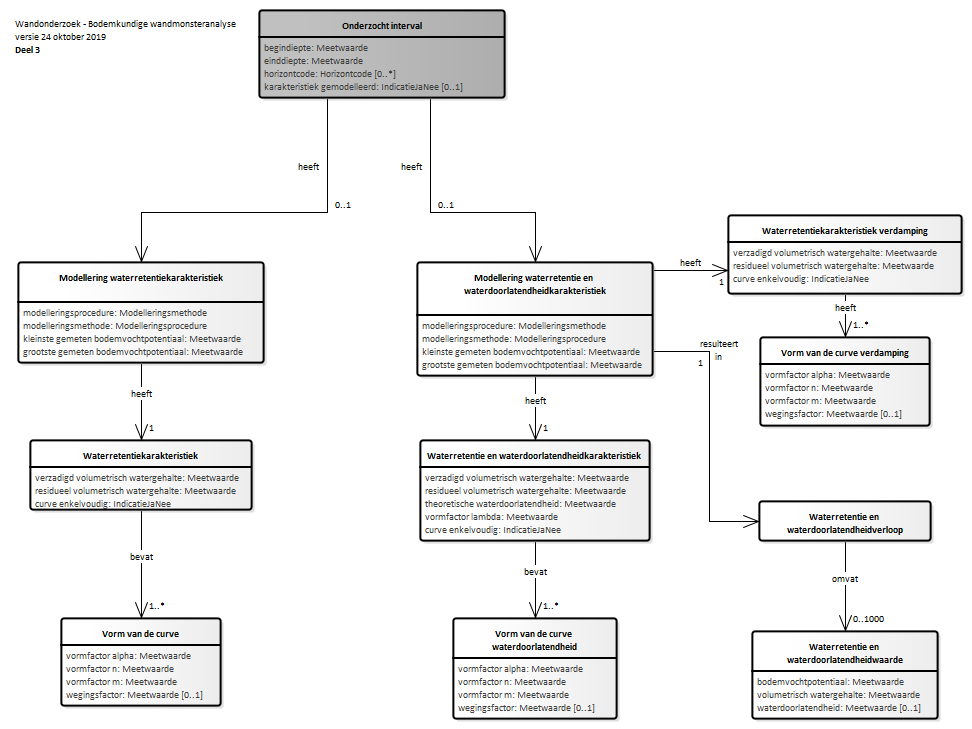 Wandonderzoek - Bodemkundige wandmonsteranalyse
versie 24 oktober 2019
Deel 3
Onderzocht interval
begindiepte: Meetwaarde
einddiepte: Meetwaarde
horizontcode: Horizontcode [0..*]
karakteristiek gemodelleerd: IndicatieJaNee [0..1]
heeft
heeft
0..1
0..1
Modellering waterretentiekarakteristiek
modelleringsprocedure: Modelleringsmethode
modelleringsmethode: Modelleringsprocedure
kleinste gemeten bodemvochtpotentiaal: Meetwaarde
grootste gemeten bodemvochtpotentiaal: Meetwaarde
heeft
1
Waterretentiekarakteristiek
verzadigd volumetrisch watergehalte: Meetwaarde
residueel volumetrisch watergehalte: Meetwaarde
curve enkelvoudig: IndicatieJaNee
bevat
1..*
Vorm van de curve
vormfactor alpha: Meetwaarde
vormfactor n: Meetwaarde
vormfactor m: Meetwaarde
wegingsfactor: Meetwaarde [0..1]
Modellering waterretentie en
waterdoorlatendheidkarakteristiek
modelleringsprocedure: Modelleringsmethode
modelleringsmethode: Modelleringsprocedure
kleinste gemeten bodemvochtpotentiaal: Meetwaarde
grootste gemeten bodemvochtpotentiaal: Meetwaarde
heeft
1
Waterretentie en waterdoorlatendheidkarakteristiek
verzadigd volumetrisch watergehalte: Meetwaarde
residueel volumetrisch watergehalte: Meetwaarde
theoretische waterdoorlatendheid: Meetwaarde
vormfactor lambda: Meetwaarde
curve enkelvoudig: IndicatieJaNee
bevat
1..*
Vorm van de curve
waterdoorlatendheid
vormfactor alpha: Meetwaarde
vormfactor n: Meetwaarde
vormfactor m: Meetwaarde
wegingsfactor: Meetwaarde [0..1]
heeft
1
Waterretentiekarakteristiek verdamping
verzadigd volumetrisch watergehalte: Meetwaarde
residueel volumetrisch watergehalte: Meetwaarde
curve enkelvoudig: IndicatieJaNee
heeft
1..*
Vorm van de curve verdamping
vormfactor alpha: Meetwaarde
vormfactor n: Meetwaarde
vormfactor m: Meetwaarde
wegingsfactor: Meetwaarde [0..1]
resulteert
in
1
Waterretentie en
waterdoorlatendheidverloop
omvat
0..1000
Waterretentie en
waterdoorlatendheidwaarde
bodemvochtpotentiaal: Meetwaarde
volumetrisch watergehalte: Meetwaarde
waterdoorlatendheid: Meetwaarde [0..1]